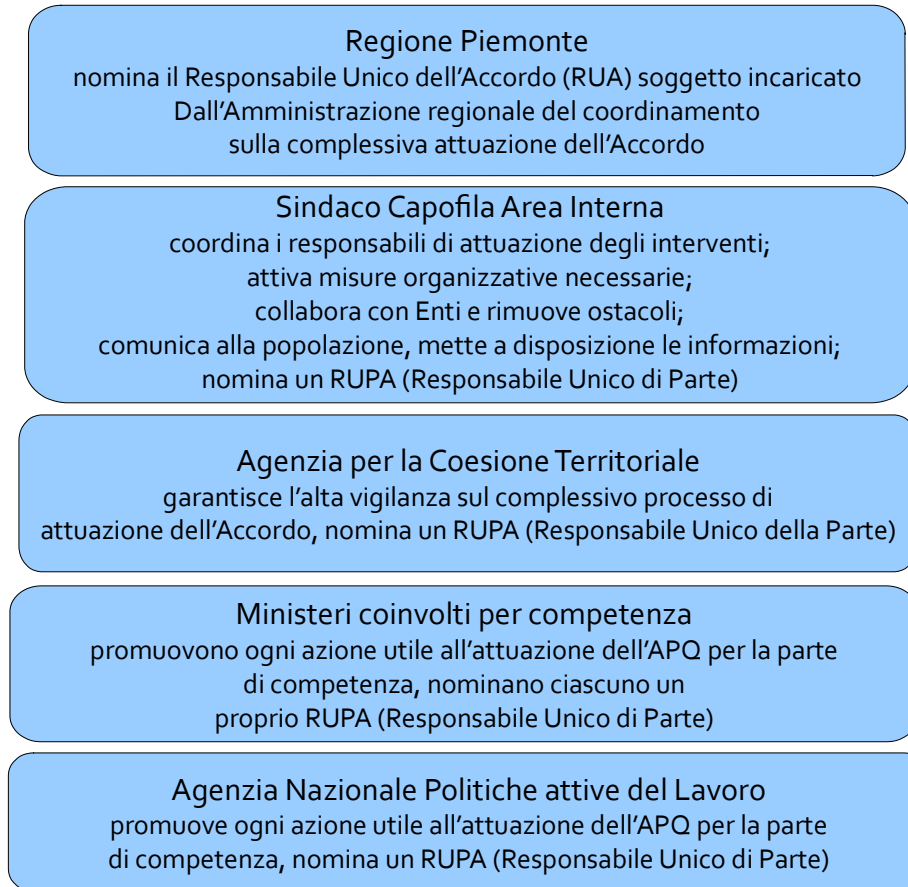 Regione Piemonte
nomina il Responsabile Unico dell'Accordo (RUA) soggetto incaricato
Dall'Amministrazione regionale del coordinamento
sulla complessiva attuazione dell'Accordo
Sindaco Capofila Area Interna
coordina i responsabili di attuazione degli interventi;
attiva misure organizzative necessarie;
collabora con Enti e rimuove ostacoli;
comunica alla popolazione, mette a disposizione le informazioni;
nomina un RUPA (Responsabile Unico di Parte)
Agenzia per la Coesione Territoriale
garantisce l'alta vigilanza sul complessivo processo di
attuazione dell'Accordo, nomina un RUPA (Responsabile Unico della Parte)
Ministeri coinvolti per competenza
promuovono ogni azione utile all'attuazione dell'APQ per la parte
di competenza, nominano ciascuno un
proprio RUPA (Responsabile Unico di Parte)
Agenzia Nazionale Politiche attive del Lavoro
promuove ogni azione utile all'attuazione dell'APQ per la parte
di competenza, nomina un RUPA (Responsabile Unico di Parte)